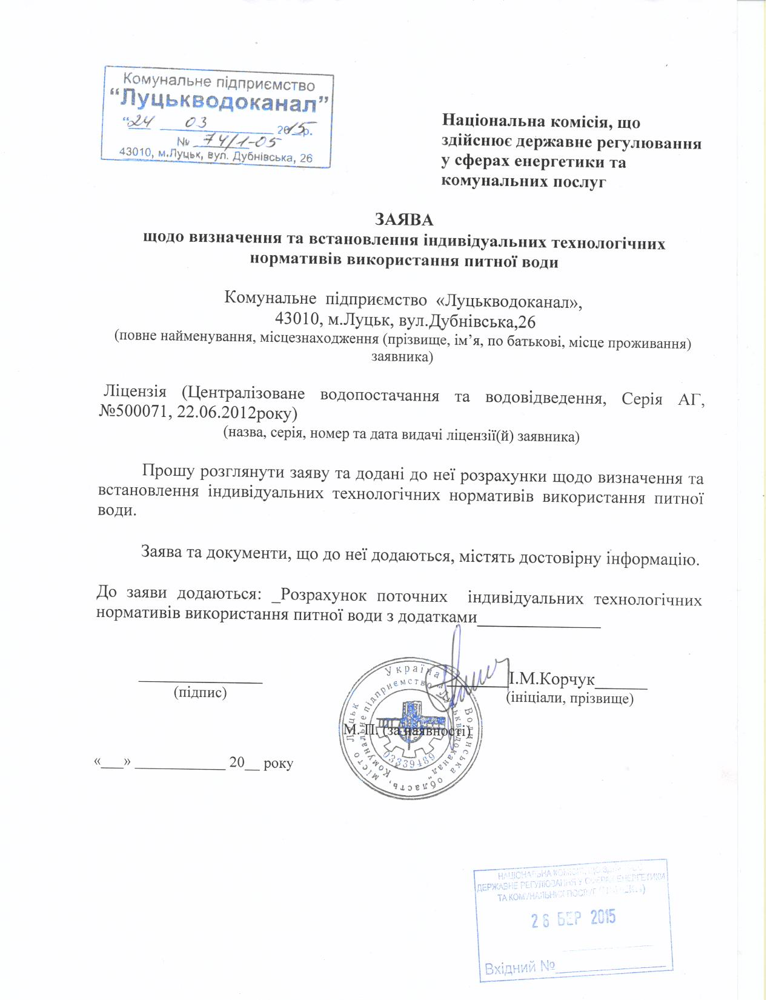 Комунальне підприємство
“Луцькводоканал”
“24 03 2015 р.
№ 74/1-05
43010, м.Луцьк, вул. Дубнівська, 26
Національна комісія, що
здійснює державне регулювання
у сферах енергетики та
комунальних послуг
ЗАЯВА
щодо визначення та встановлення індивідуальних технологічних
нормативів використання питної води
Комунальне підприємство «Луцькводоканал»,
43010, м.Луцьк, вул.Дубнівська,26
(повне найменування, місцезнаходження (прізвище, ім’я, по батькові, місце проживання)
заявника)
Ліцензія (Централізоване водопостачання та водовідведення, Серія АГ,
№500071, 22.06.2012року)
(назва, серія, номер та дата видачі ліцензії(й) заявника)
Прошу розглянути заяву та додані до неї розрахунки щодо визначення та
встановлення індивідуальних технологічних нормативів використання питної
води.
Заява та документи, що до неї додаються, містять достовірну інформацію.
До заяви додаються: _Розрахунок поточних індивідуальних технологічних
нормативів використання питної води з додатками_______________
_______________ ________І.М.Корчук______
(підпис) (ініціали, прізвище)
М. П. (за наявності)
Україна Волинська область, місто Луцьк
Комунальне підприємство "Луцькводоканал"
03339489
«___» ____________ 20__ року
НАЦІОНАЛЬНА КОМІСІЯ, ЩО ЗДІЙСНЮЄ
ДЕРЖАВНЕ РЕГУЛЮВАННЯ У СФЕРАХ ЕНЕРГЕТИКИ
ТА КОМУНАЛЬНИХ ПОСЛУГ
26 БЕР 2015
Вхідний №_______________